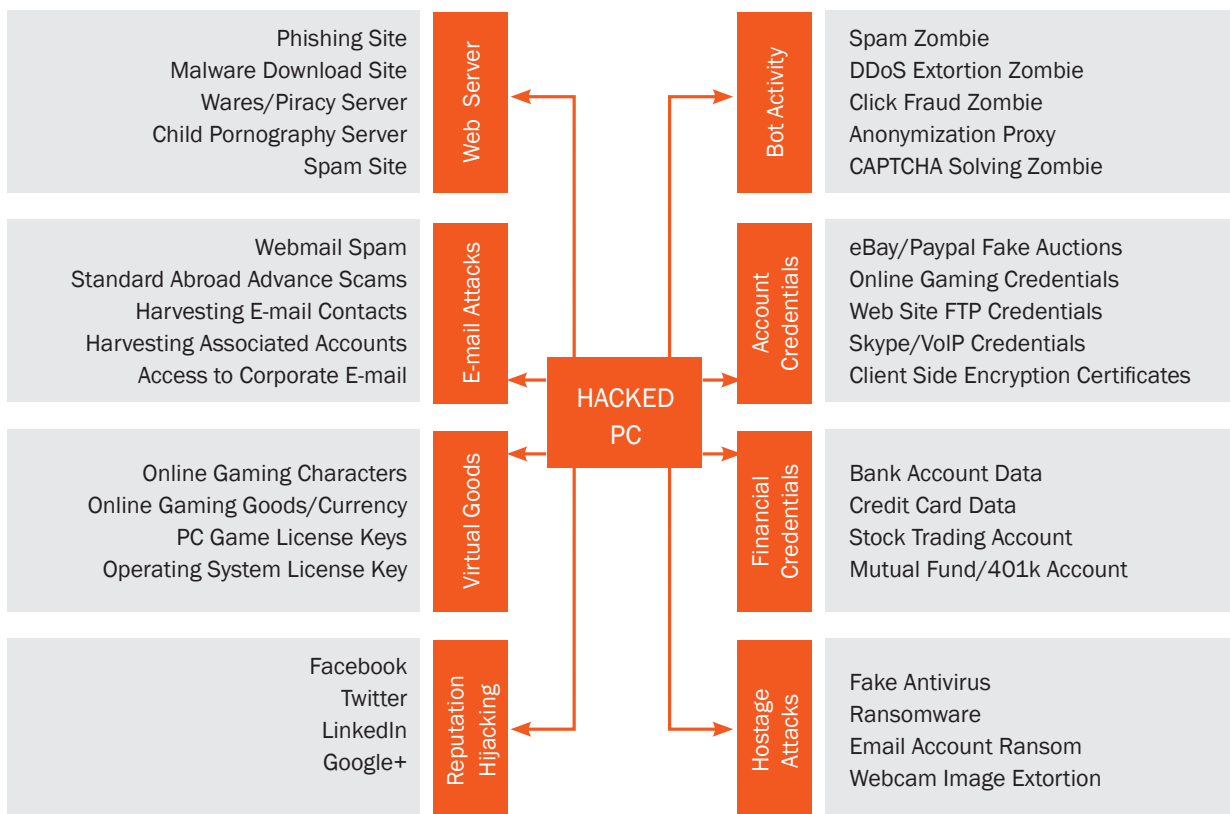 Phishing Site
Malware Download Site
Wares/Piracy Server
Child Pornography Server
Spam Site
Web Server
Bot Activity
Spam Zombie
DDoS Extortion Zombie
Click Fraud Zombie
Anonymization Proxy
CAPTCHA Solving Zombie
Webmail Spam
Standard Abroad Advance Scams
Harvesting E-mail Contacts
Harvesting Associated Accounts
Access to Corporate E-mail
E-mail Attacks
Account
Credentials
eBay/Paypal Fake Auctions
Online Gaming Credentials
Web Site FTP Credentials
Skype/VoIP Credentials
Client Side Encryption Certificates
HACKED
PC
Online Gaming Characters
Online Gaming Goods/Currency
PC Game License Keys
Operating System License Key
Virtual Goods
Financial
Credentials
Bank Account Data
Credit Card Data
Stock Trading Account
Mutual Fund/401k Account
Facebook
Twitter
LinkedIn
Google+
Reputation
Hijacking
Hostage
Attacks
Fake Antivirus
Ransomware
Email Account Ransom
Webcam Image Extortion